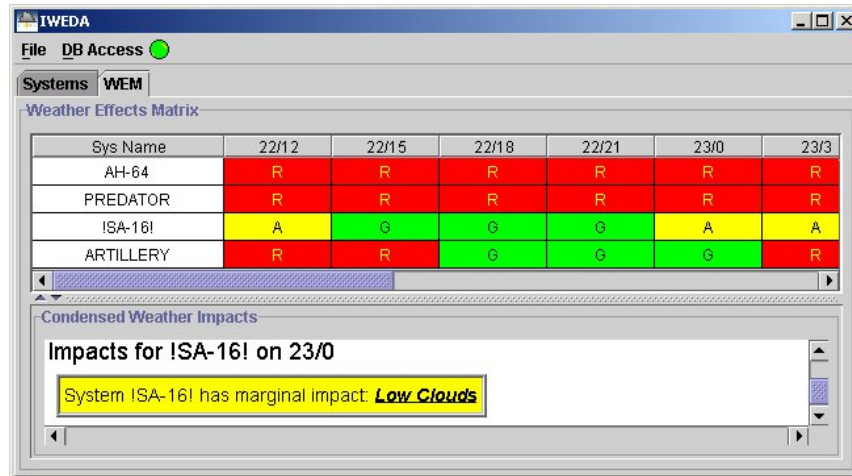 IWEDA
File DB Access
Systems WEM
Weather Effects Matrix
Sys Name 22/12 22/15 22/18 22/21 23/0 23/3
AH-64 R R R R R R
PREDATOR R R R R R R
!SA-16! A G G G A A
ARTILLERY R R G G G R
Condensed Weather Impacts
Impacts for !SA-16! on 23/0
System !SA-16! has marginal impact: Low Clouds